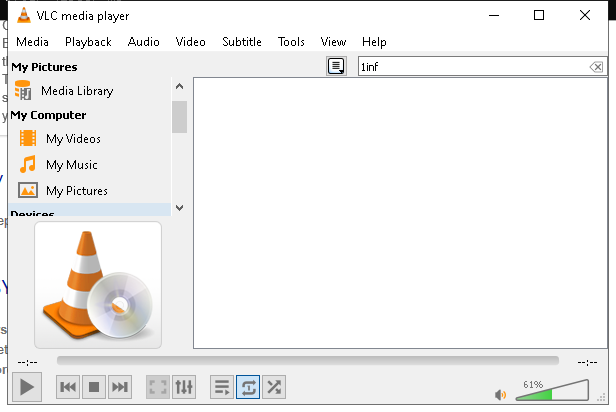 VLC media player
Media Playback Audio Video Subtitle Tools View Help
My Pictures
1inf
Media Library
My Computer
My Videos
My Music
My Pictures
Devices
--:-- --:--
61%